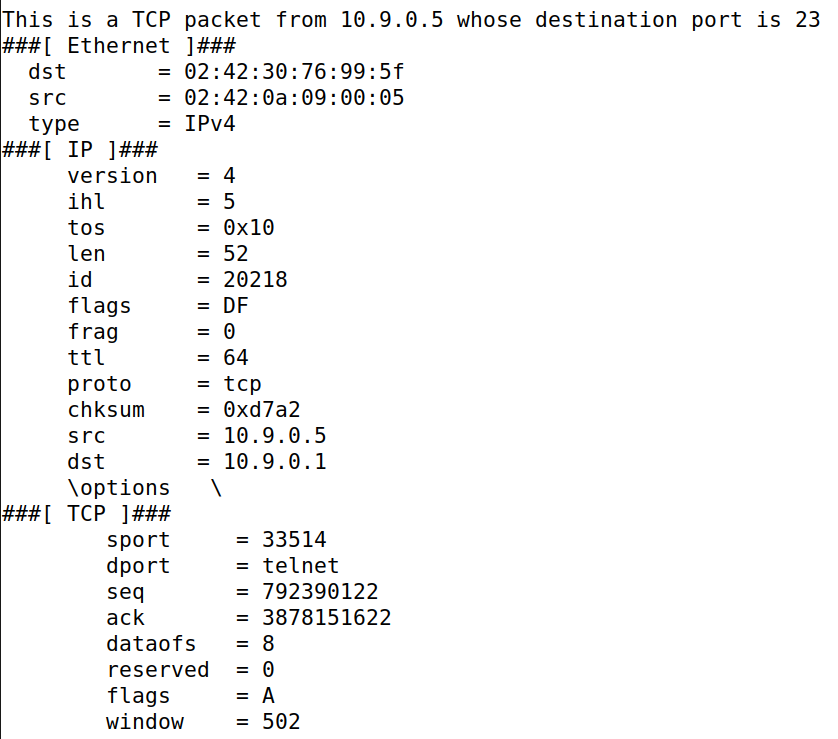 This is a TCP packet from 10.9.0.5 whose destination port is 23
###[ Ethernet ]###
  dst       = 02:42:30:76:99:5f
  src       = 02:42:0a:09:00:05
  type      = IPv4
###[ IP ]###
     version   = 4
     ihl       = 5
     tos       = 0x10
     len       = 52
     id        = 20218
     flags     = DF
     frag      = 0
     ttl       = 64
     proto     = tcp
     chksum    = 0xd7a2
     src       = 10.9.0.5
     dst       = 10.9.0.1
     \options   \
###[ TCP ]###
        sport     = 33514
        dport     = telnet
        seq       = 792390122
        ack       = 3878151622
        dataofs   = 8
        reserved  = 0
        flags     = A
        window    = 502